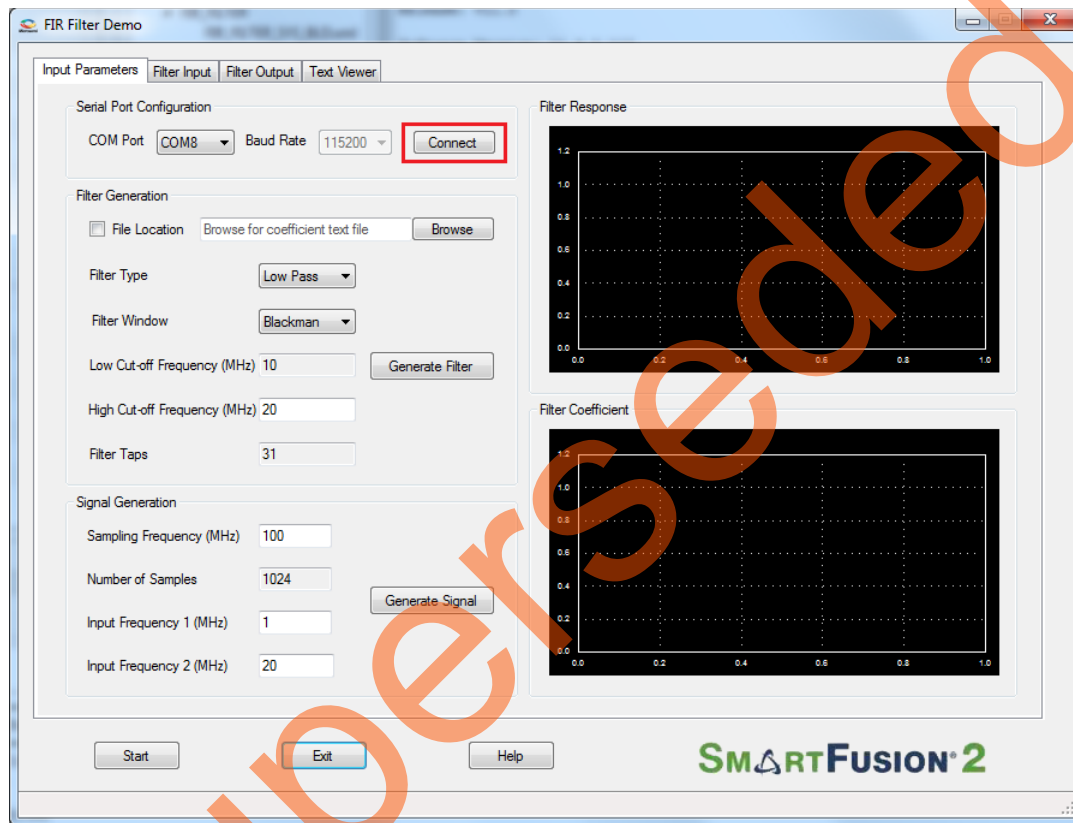 FIR Filter Demo
Input Parameters Filter Input Filter Output Text Viewer
Serial Port Configuration
COM Port COM8 Baud Rate 115200 Connect
Filter Generation
File Location Browse for coefficient text file Browse
Filter Type Low Pass
Filter Window Blackman
Low Cut-off Frequency (MHz) 10 Generate Filter
High Cut-off Frequency (MHz) 20
Filter Taps 31
Signal Generation
Sampling Frequency (MHz) 100
Number of Samples 1024
Generate Signal
Input Frequency 1 (MHz) 1
Input Frequency 2 (MHz) 20
Filter Response
1.2
1.0
0.8
0.6
0.4
0.2
0.0
0.0 0.2 0.4 0.6 0.8 1.0
Filter Coefficient
1.2
1.0
0.8
0.6
0.4
0.2
0.0
0.0 0.2 0.4 0.6 0.8 1.0
Start Exit Help
SMARTFUSION® 2
perseded